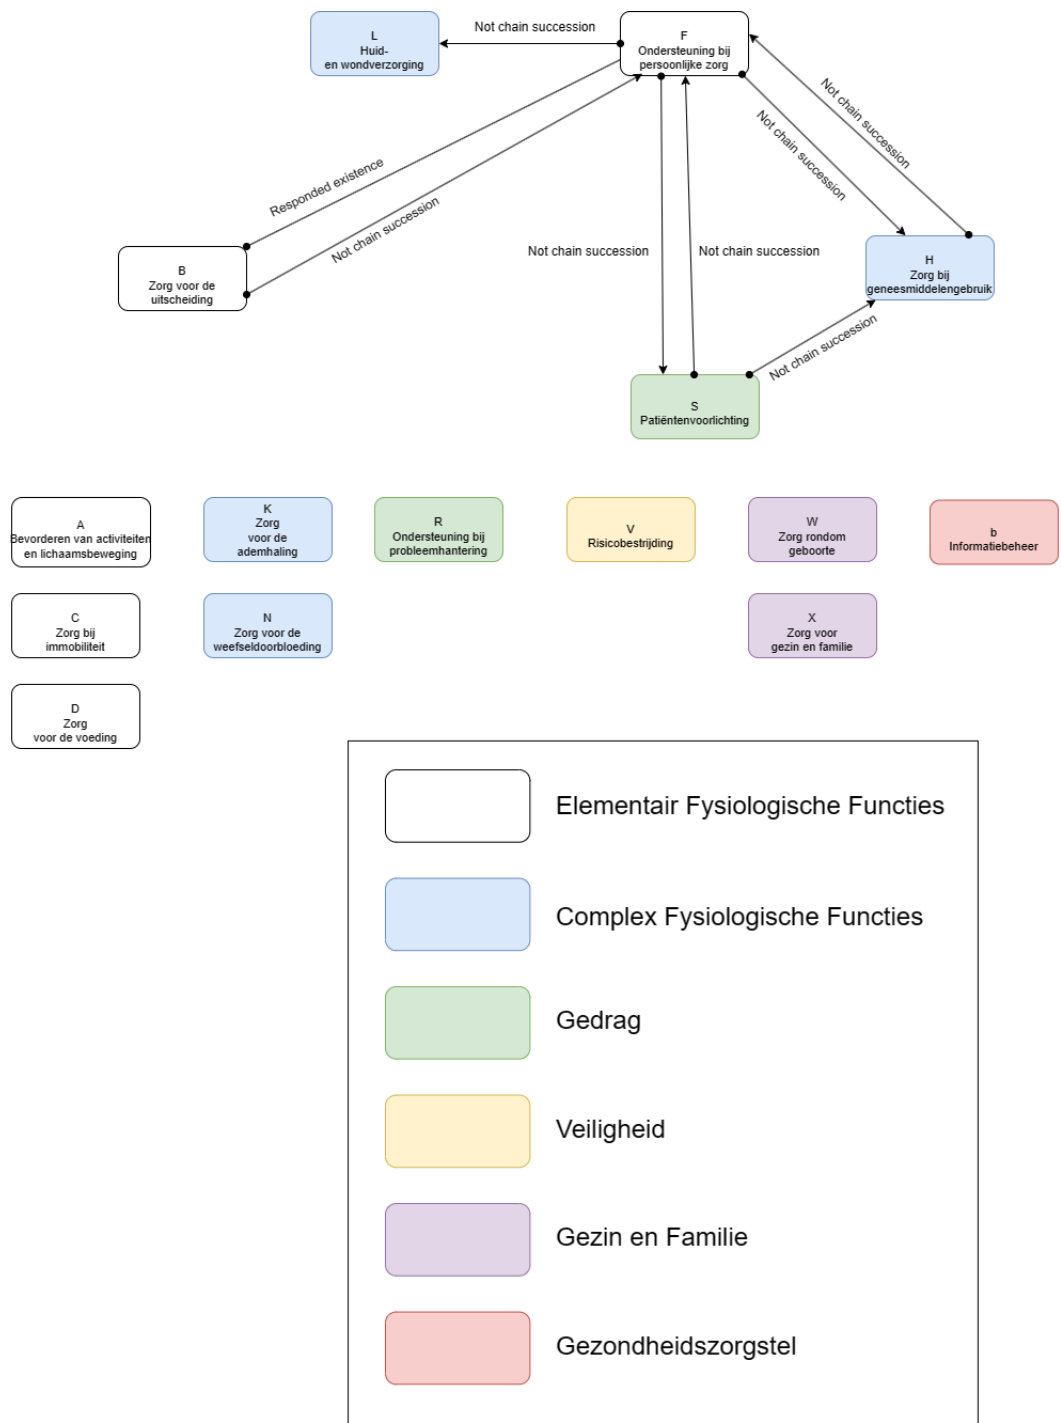 L
Huid-
en wondverzorging
Not chain succession
F
Ondersteuning bij
persoonlijke zorg
Not chain succession
Not chain succession
Responded existence
Not chain succession
Not chain succession
Not chain succession
B
Zorg voor de
uitscheiding
H
Zorg bij
geneesmiddelengebruik
Not chain succession
S
Patiëntenvoorlichting
A
Bevorderen van activiteiten
en lichaamsbeweging
K
Zorg
voor de
ademhaling
R
Ondersteuning bij
probleemhantering
V
Risicobestrijding
W
Zorg rondom
geboorte
b
Informatiebeheer
C
Zorg bij
immobiliteit
N
Zorg voor de
weefseldoorbloeding
X
Zorg voor
gezin en familie
D
Zorg
voor de voeding
Elementair Fysiologische Functies
Complex Fysiologische Functies
Gedrag
Veiligheid
Gezin en Familie
Gezondheidszorgstel